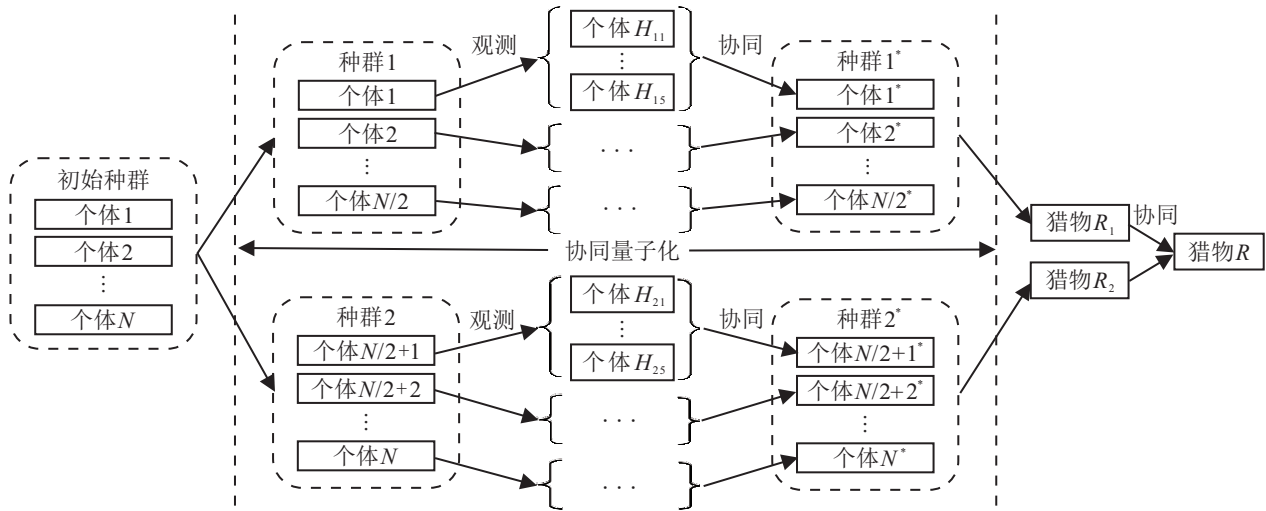 初始种群
个体1
个体2
⋮
个体N
种群1
个体1
个体2
⋮
个体N/2
观测
个体H₁₁
⋮
个体H₁₅
· · ·
· · ·
协同
种群1*
个体1*
个体2*
⋮
个体N/2*
协同量子化
种群2
个体N/2+1
个体N/2+2
⋮
个体N
观测
个体H₂₁
⋮
个体H₂₅
· · ·
· · ·
协同
种群2*
个体N/2+1*
个体N/2+2*
⋮
个体N*
猎物R₁
猎物R₂
协同
猎物R